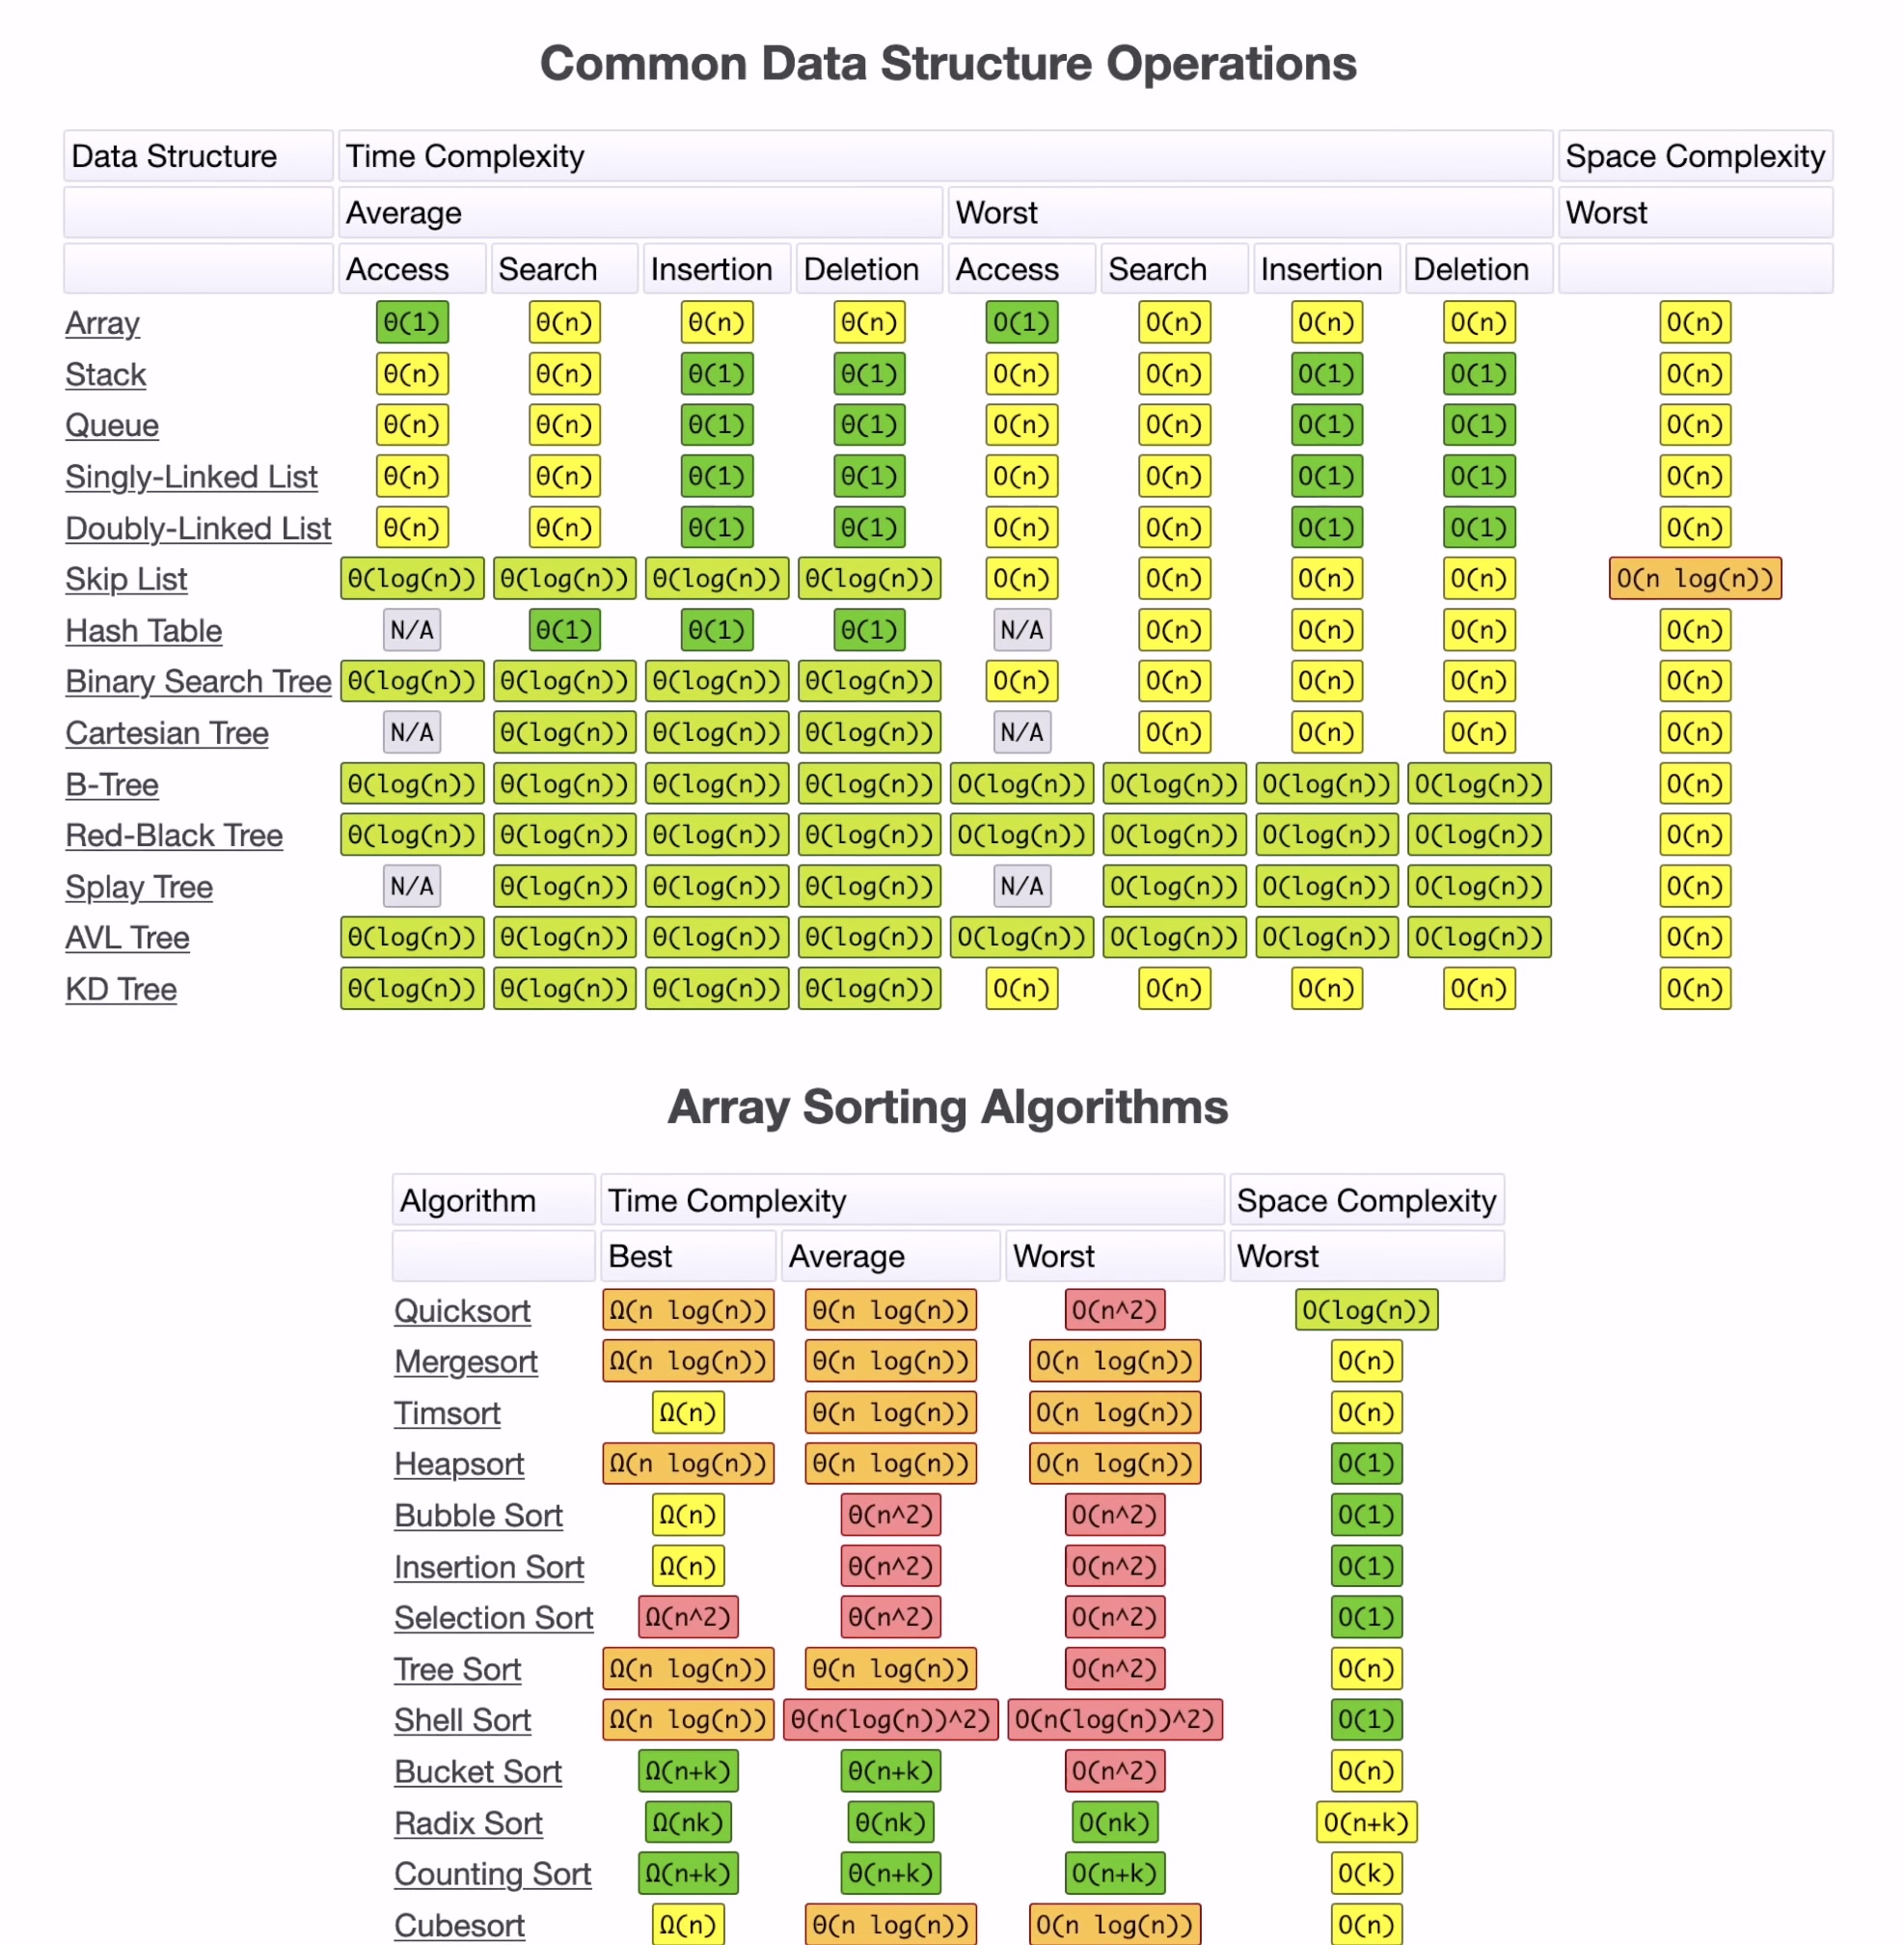 Common Data Structure Operations
Data Structure Time Complexity Space Complexity
Average Worst Worst
Access Search Insertion Deletion Access Search Insertion Deletion
Array Θ(1) Θ(n) Θ(n) Θ(n) O(1) O(n) O(n) O(n) O(n)
Stack Θ(n) Θ(n) Θ(1) Θ(1) O(n) O(n) O(1) O(1) O(n)
Queue Θ(n) Θ(n) Θ(1) Θ(1) O(n) O(n) O(1) O(1) O(n)
Singly-Linked List Θ(n) Θ(n) Θ(1) Θ(1) O(n) O(n) O(1) O(1) O(n)
Doubly-Linked List Θ(n) Θ(n) Θ(1) Θ(1) O(n) O(n) O(1) O(1) O(n)
Skip List Θ(log(n)) Θ(log(n)) Θ(log(n)) Θ(log(n)) O(n) O(n) O(n) O(n) O(n log(n))
Hash Table N/A Θ(1) Θ(1) Θ(1) N/A O(n) O(n) O(n) O(n)
Binary Search Tree Θ(log(n)) Θ(log(n)) Θ(log(n)) Θ(log(n)) O(n) O(n) O(n) O(n) O(n)
Cartesian Tree N/A Θ(log(n)) Θ(log(n)) Θ(log(n)) N/A O(n) O(n) O(n) O(n)
B-Tree Θ(log(n)) Θ(log(n)) Θ(log(n)) Θ(log(n)) O(log(n)) O(log(n)) O(log(n)) O(log(n)) O(n)
Red-Black Tree Θ(log(n)) Θ(log(n)) Θ(log(n)) Θ(log(n)) O(log(n)) O(log(n)) O(log(n)) O(log(n)) O(n)
Splay Tree N/A Θ(log(n)) Θ(log(n)) Θ(log(n)) N/A O(log(n)) O(log(n)) O(log(n)) O(n)
AVL Tree Θ(log(n)) Θ(log(n)) Θ(log(n)) Θ(log(n)) O(log(n)) O(log(n)) O(log(n)) O(log(n)) O(n)
KD Tree Θ(log(n)) Θ(log(n)) Θ(log(n)) Θ(log(n)) O(n) O(n) O(n) O(n) O(n)
Array Sorting Algorithms
Algorithm Time Complexity Space Complexity
Best Average Worst Worst
Quicksort Ω(n log(n)) Θ(n log(n)) O(n^2) O(log(n))
Mergesort Ω(n log(n)) Θ(n log(n)) O(n log(n)) O(n)
Timsort Ω(n) Θ(n log(n)) O(n log(n)) O(n)
Heapsort Ω(n log(n)) Θ(n log(n)) O(n log(n)) O(1)
Bubble Sort Ω(n) Θ(n^2) O(n^2) O(1)
Insertion Sort Ω(n) Θ(n^2) O(n^2) O(1)
Selection Sort Ω(n^2) Θ(n^2) O(n^2) O(1)
Tree Sort Ω(n log(n)) Θ(n log(n)) O(n^2) O(n)
Shell Sort Ω(n log(n)) Θ(n(log(n))^2) O(n(log(n))^2) O(1)
Bucket Sort Ω(n+k) Θ(n+k) O(n^2) O(n)
Radix Sort Ω(nk) Θ(nk) O(nk) O(n+k)
Counting Sort Ω(n+k) Θ(n+k) O(n+k) O(k)
Cubesort Ω(n) Θ(n log(n)) O(n log(n)) O(n)